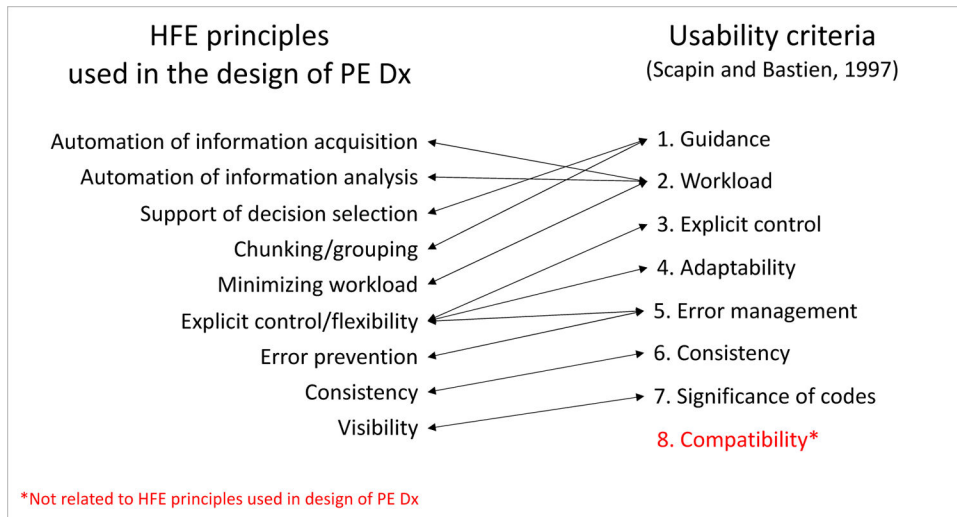 HFE principles
used in the design of PE Dx
Automation of information acquisition
Automation of information analysis
Support of decision selection
Chunking/grouping
Minimizing workload
Explicit control/flexibility
Error prevention
Consistency
Visibility
Usability criteria
(Scapin and Bastien, 1997)
1. Guidance
2. Workload
3. Explicit control
4. Adaptability
5. Error management
6. Consistency
7. Significance of codes
8. Compatibility*
*Not related to HFE principles used in design of PE Dx